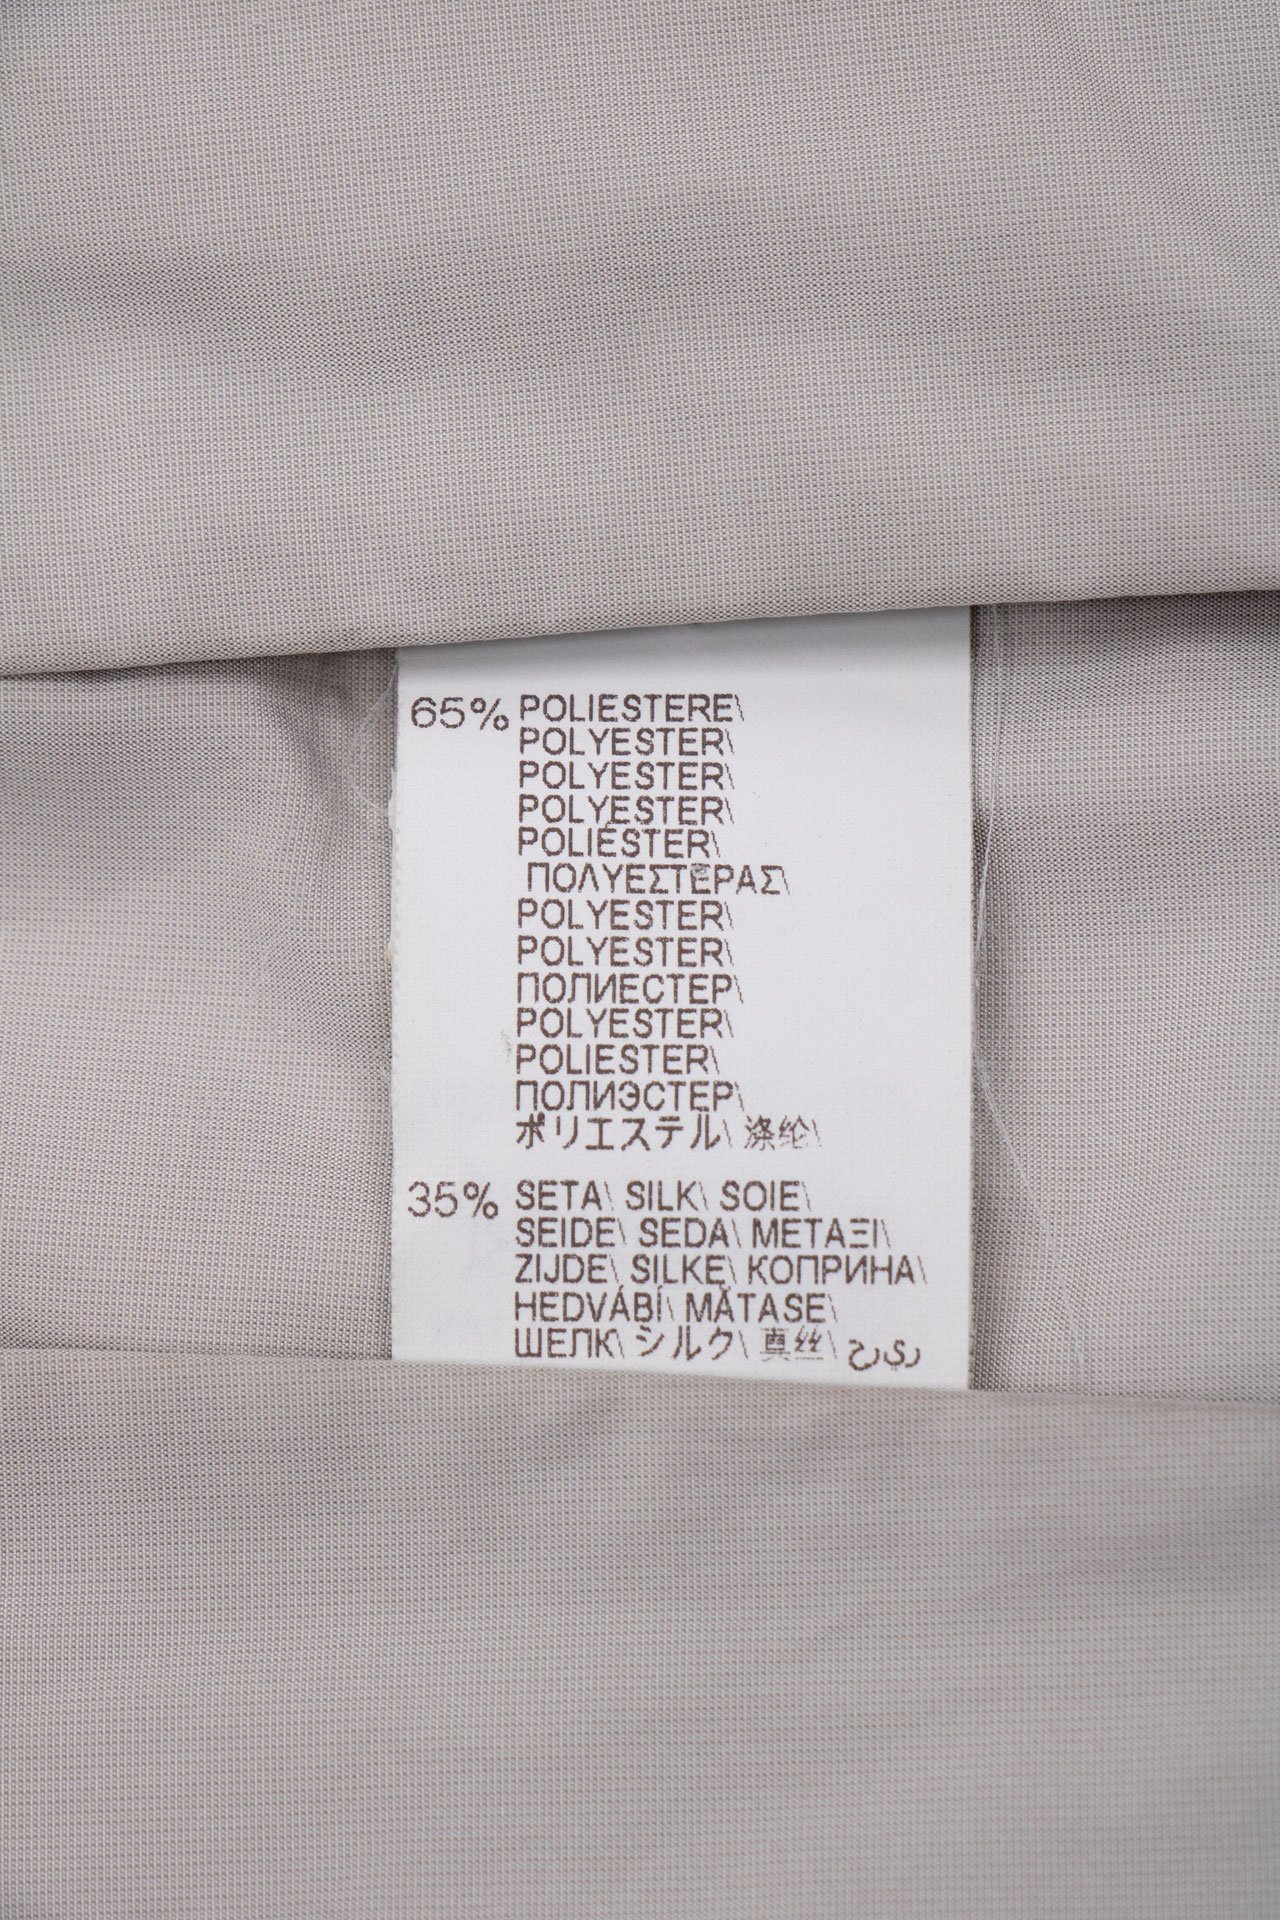 65% POLIESTERE\
POLYESTER\
POLYESTER\
POLYESTER\
POLIÉSTER\
ΠΟΛΥΕΣΤΕΡΑΣ\
POLYESTER\
POLYESTER\
ПОЛИЕСТЕР\
POLYESTER\
POLIESTER\
ПОЛИЭСТЕР\
ポリエステル\ 涤纶\
35% SETA\ SILK\ SOIE\
SEIDE\ SEDA\ ΜΕΤΑΞΙ\
ZIJDE\ SILKE\ КОПРИНА\
HEDVÁBÍ\ MĂTASE\
ШЕЛК\ シルク\ 真丝\